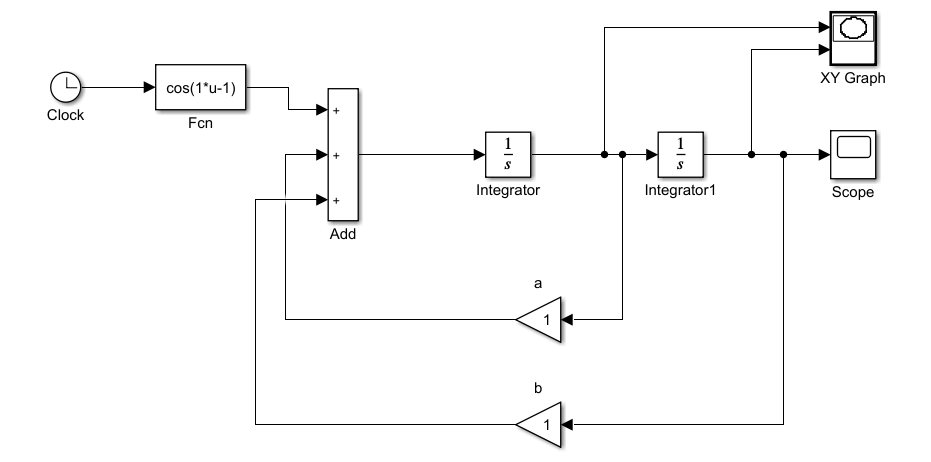 XY Graph
Clock
cos(1*u-1)
Fcn
+
+
+
Add
1
s
Integrator
1
s
Integrator1
Scope
a
1
b
1